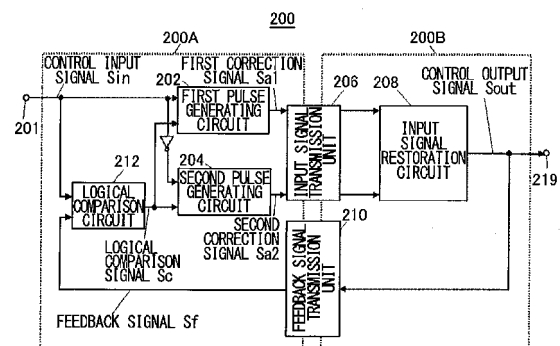 200
200A
200B
CONTROL INPUT
SIGNAL Sin
FIRST CORRECTION
SIGNAL Sa1
202
206
208
CONTROL OUTPUT
SIGNAL Sout
201
FIRST PULSE
GENERATING
CIRCUIT
INPUT SIGNAL
TRANSMISSION
UNIT
INPUT
SIGNAL
RESTORATION
CIRCUIT
219
212
204
LOGICAL
COMPARISON
CIRCUIT
SECOND PULSE
GENERATING
CIRCUIT
210
LOGICAL
COMPARISON
SIGNAL Sc
SECOND
CORRECTION
SIGNAL Sa2
FEEDBACK SIGNAL
TRANSMISSION
UNIT
FEEDBACK SIGNAL Sf